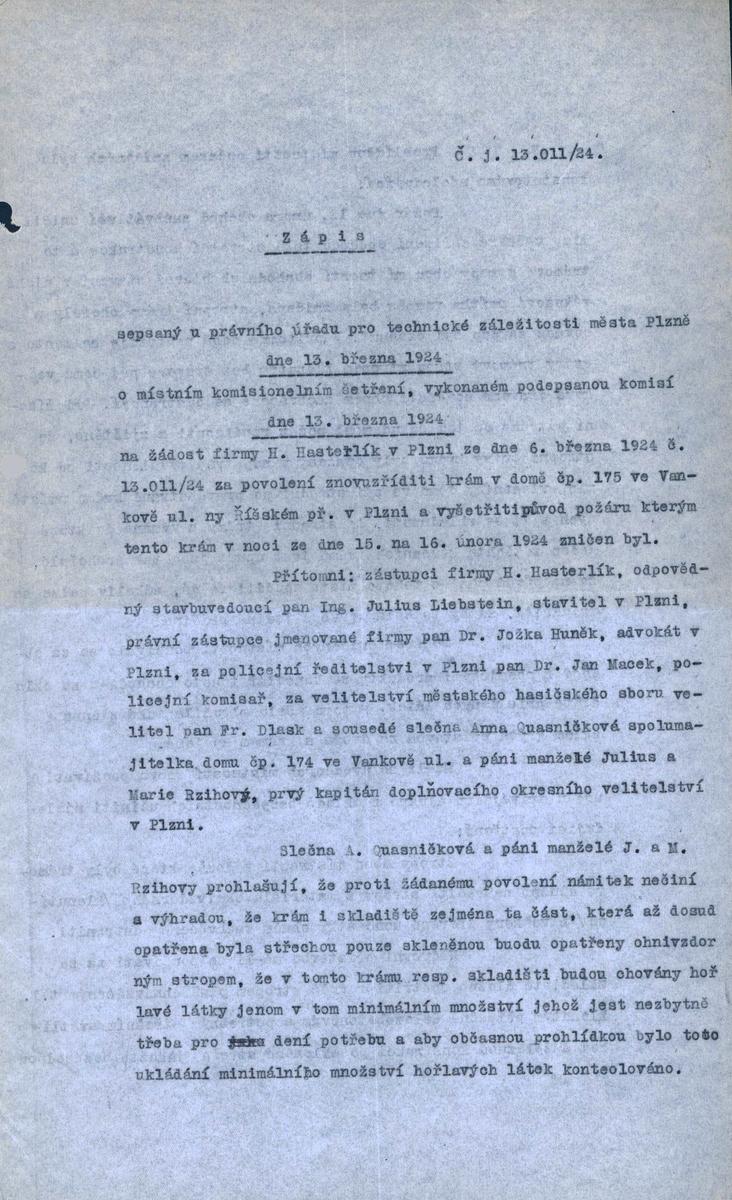 Č. j. 13.011/24.
Zápis
sepsaný u právního úřadu pro technické záležitosti města Plzně
dne 13. března 1924
o místním komisionelním šetření, vykonaném podepsanou komisí
dne 13. března 1924
na žádost firmy H. Hasterlík v Plzni ze dne 6. března 1924 č.
13.011/24 za povolení znovuzříditi krám v domě čp. 175 ve Van-
kově ul. ny Říšském př. v Plzni a vyšetřitipůvod požáru kterým
tento krám v noci ze dne 15. na 16. února 1924 zničen byl.
Přítomni: zástupci firmy H. Hasterlík, odpověd-
ný stavbuvedoucí pan Ing. Julius Liebstein, stavitel v Plzni,
právní zástupce jmenované firmy pan Dr. Jožka Huněk, advokát v
Plzni, za policejní ředitelstvi v Plzni pan Dr. Jan Macek, po-
licejní komisař, za velitelství městského hasičského sboru ve-
litel pan Fr. Dlask a sousedé slečna Anna Quasničková spoluma-
jitelka domu čp. 174 ve Vankově ul. a páni manželé Julius a
Marie Rzihový, prvý kapitán doplňovacího okresního velitelství
v Plzni.
Slečna A. Quasničková a páni manželé J. a M.
Rzihovy prohlašují, že proti žádanému povolení námitek nečiní
s výhradou, že krám i skladiště zejména ta část, která až dosud
opatřena byla střechou pouze skleněnou buodu opatřeny ohnivzdor
ným stropem, že v tomto krámu resp. skladišti budou chovány hoř
lavé látky jenom v tom minimálním množství jehož jest nezbytně
třeba pro dení potřebu a aby občasnou prohlídkou bylo toto
ukládání minimálního množství hořlavých látek konteolováno.